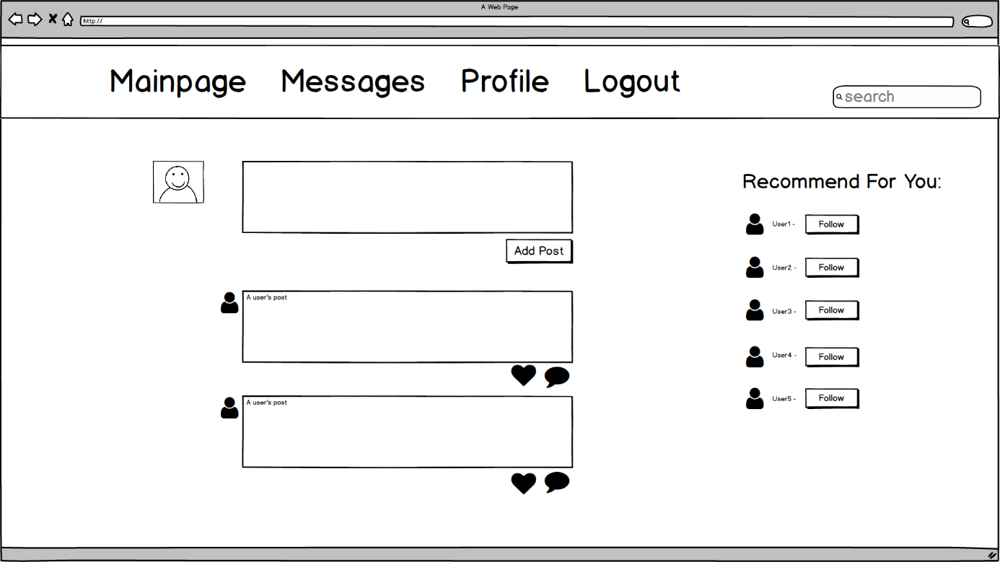 A Web Page
http://
Mainpage Messages Profile Logout
search
Add Post
A user's post
A user's post
Recommend For You:
User1 - Follow
User2 - Follow
User3 - Follow
User4 - Follow
User5 - Follow